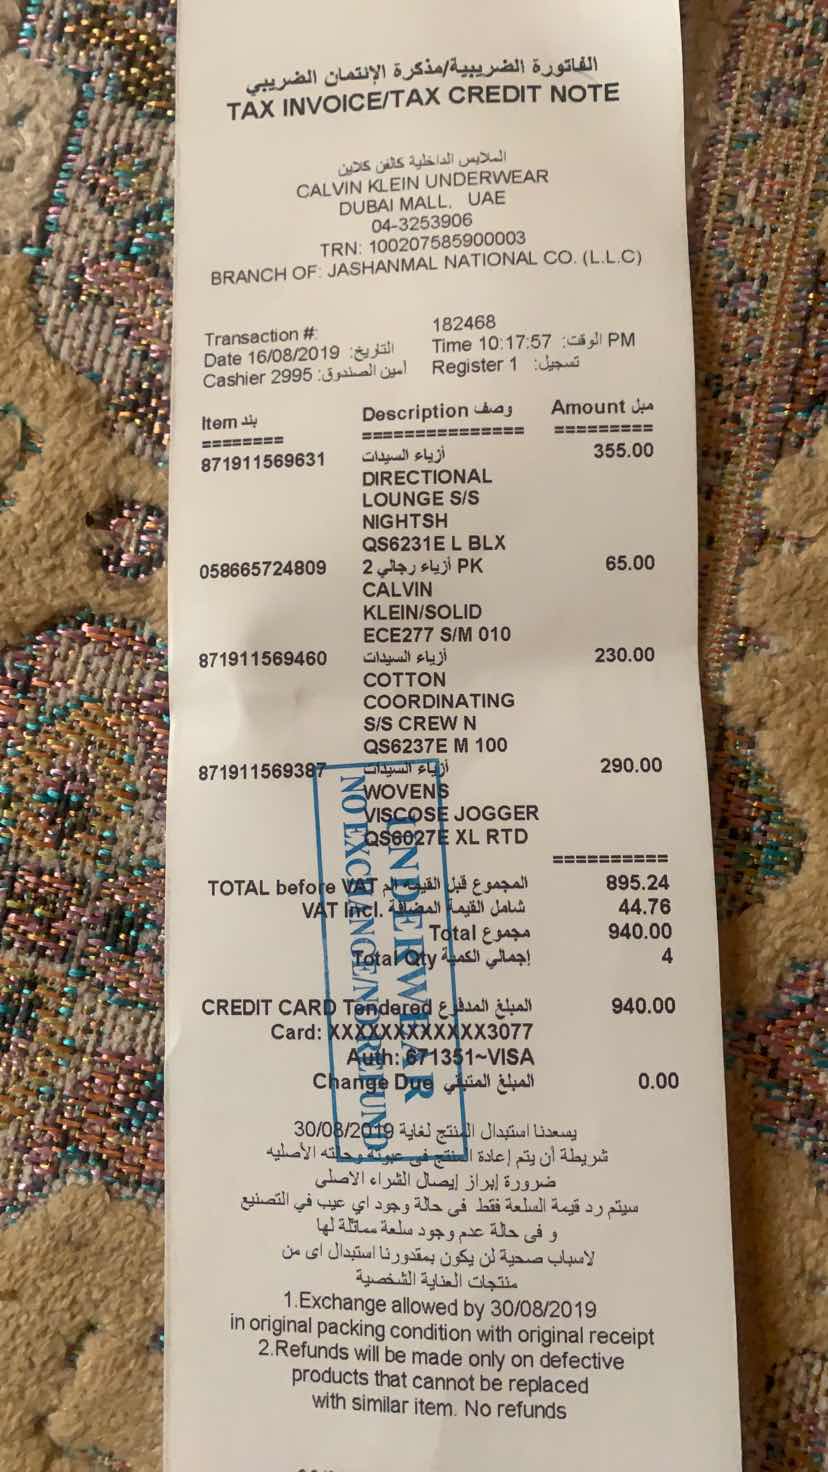 الفاتورة الضريبية/مذكرة الإئتمان الضريبي
TAX INVOICE/TAX CREDIT NOTE
الملابس الداخلية كالفن كلاين
CALVIN KLEIN UNDERWEAR
DUBAI MALL, UAE
04-3253906
TRN: 100207585900003
BRANCH OF: JASHANMAL NATIONAL CO. (L.L.C)
Transaction #: 182468
Date 16/08/2019 التاريخ: Time 10:17:57 الوقت: PM
Cashier 2995 أمين الصندوق: Register 1 تسجيل:
Item بند Description وصف Amount مبل
======== =============== =========
871911569631 أزياء السيدات 355.00
DIRECTIONAL
LOUNGE S/S
NIGHTSH
QS6231E L BLX
058665724809 أزياء رجالي 2 PK 65.00
CALVIN
KLEIN/SOLID
ECE277 S/M 010
871911569460 أزياء السيدات 230.00
COTTON
COORDINATING
S/S CREW N
QS6237E M 100
871911569387 أزياء السيدات 290.00
WOVENS
VISCOSE JOGGER
QS6027E XL RTD
==========
TOTAL before VAT المجموع قبل القيمة الم 895.24
VAT Incl. شامل القيمة المضافة 44.76
Total مجموع 940.00
Total Qty إجمالي الكمية 4
CREDIT CARD Tendered المبلغ المدفوع 940.00
Card: XXXXXXXXXXXX3077
Auth: 671351~VISA
Change Due المبلغ المتبقي 0.00
UNDERWEAR
NO EXCHANGE/NO REFUND
يسعدنا استبدال المنتج لغاية 30/08/2019
شريطة أن يتم إعادة المنتج في عبوته وحالته الأصليه
ضرورة إبراز إيصال الشراء الاصلي
سيتم رد قيمة السلعة فقط فى حالة وجود اي عيب في التصنيع
و فى حالة عدم وجود سلعة مماثلة لها
لاسباب صحية لن يكون بمقدورنا استبدال اى من
منتجات العناية الشخصية
1.Exchange allowed by 30/08/2019
in original packing condition with original receipt
2.Refunds will be made only on defective
products that cannot be replaced
with similar item. No refunds